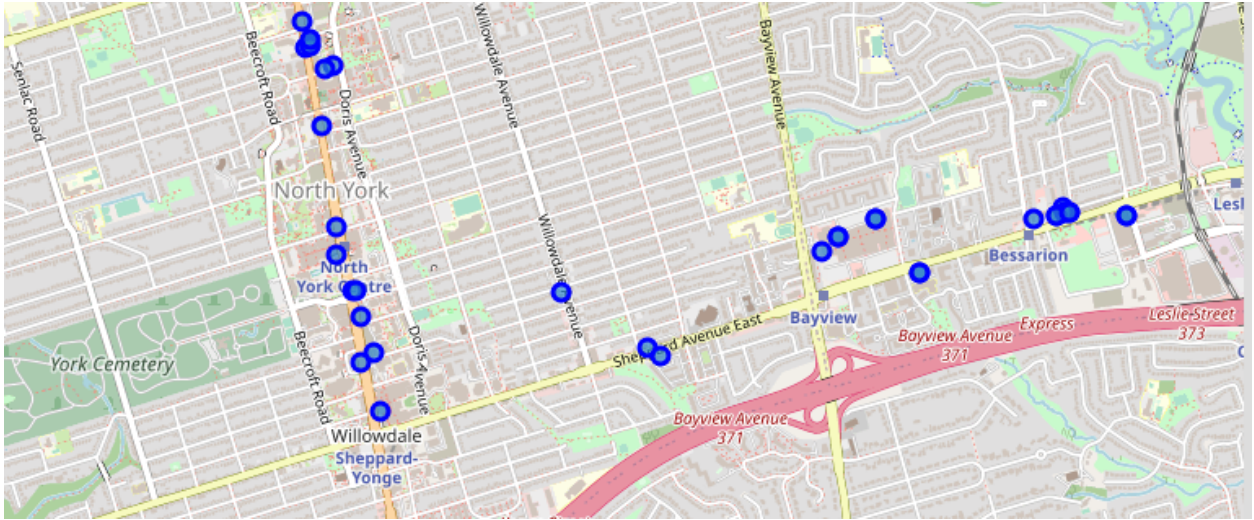 Senlac Road
Beecroft Road
Doris Avenue
Willowdale Avenue
Bayview Avenue
North York
North
York Centre
Willowdale Avenue
Bessarion
Bayview
Sheppard Avenue East
York Cemetery
Beecroft Road
Doris Avenue
Bayview Avenue
371
Express
Leslie Street
373
Bayview Avenue
371
Willowdale
Sheppard-
Yonge